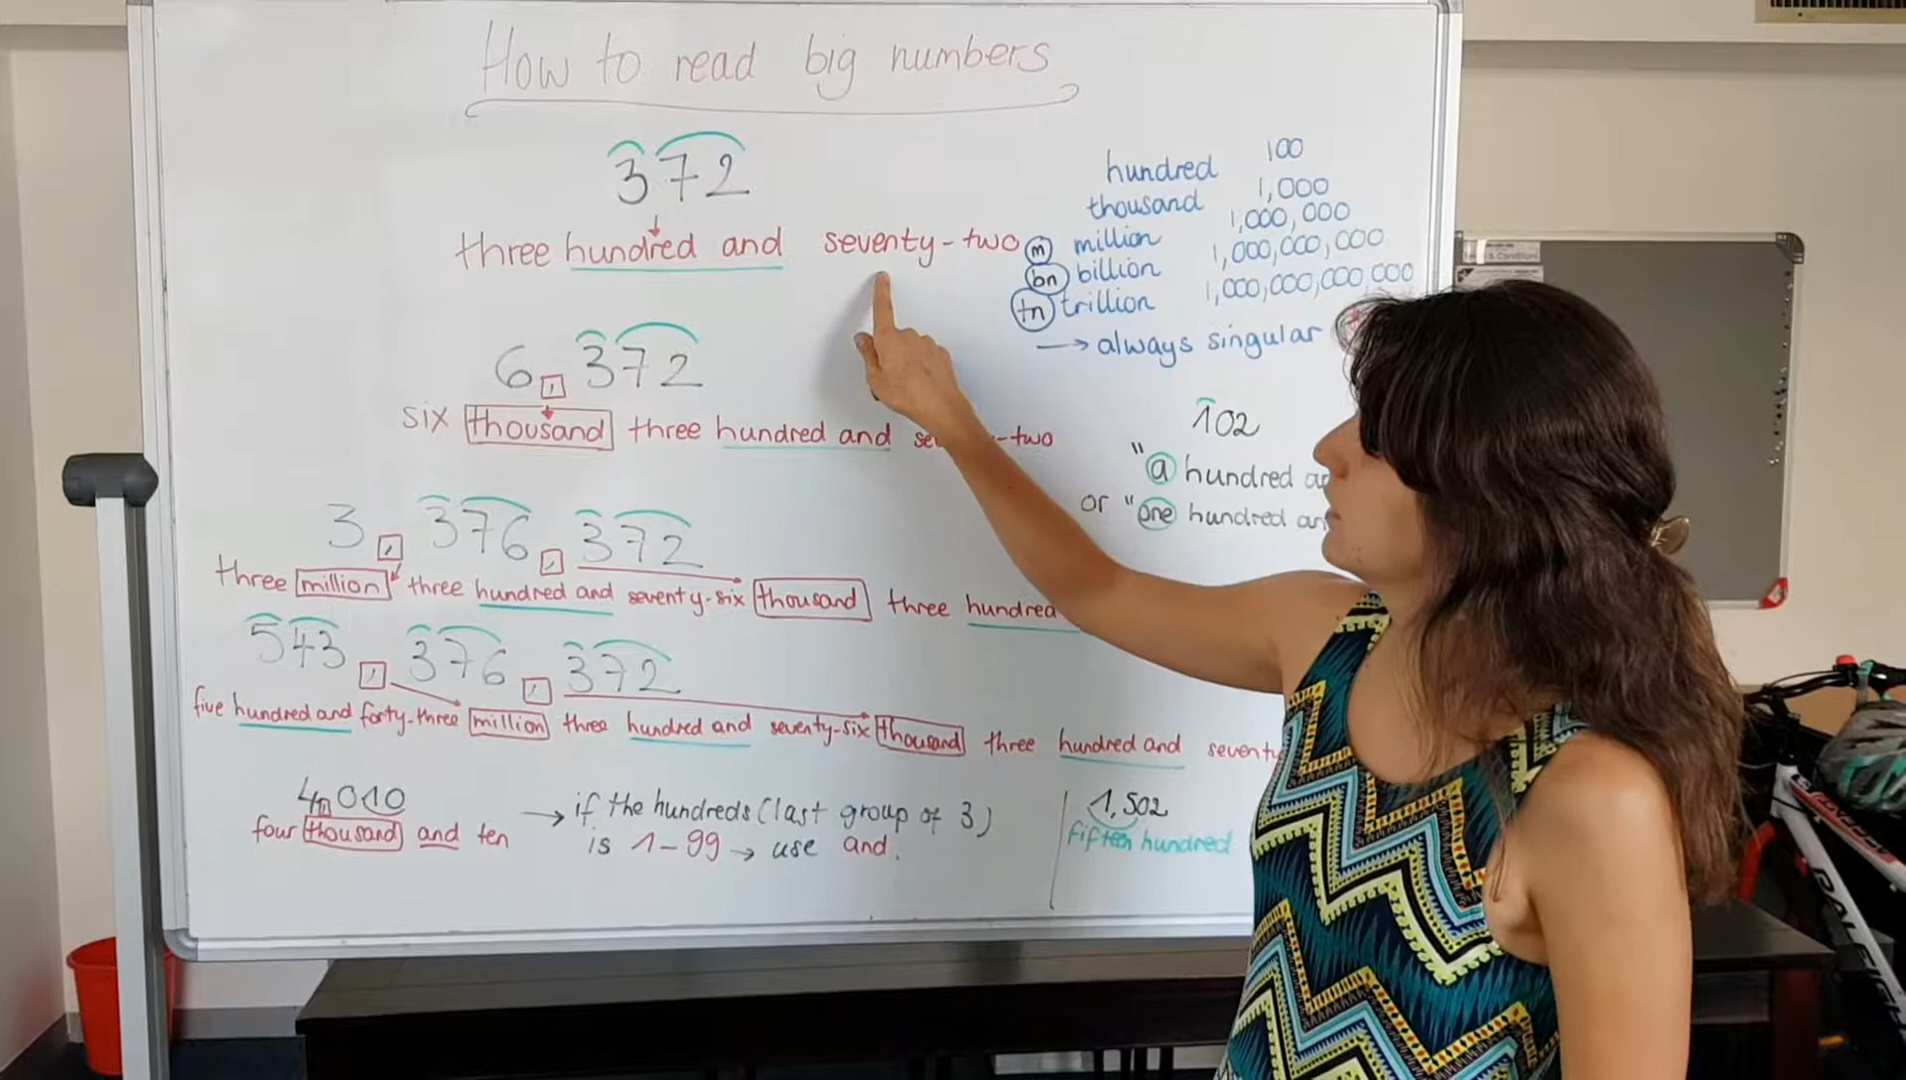 How to read big numbers
372
three hundred and seventy-two
6,372
six thousand three hundred and -two
3,376,372
three million three hundred and seventy-six thousand three hundred
543,376,372
five hundred and forty-three million three hundred and seventy-six thousand three hundred and seventy
4,010
four thousand and ten
→ if the hundreds (last group of 3)
is 1-99 → use and.
hundred 100
thousand 1,000
m million 1,000,000
bn billion 1,000,000,000
tn trillion 1,000,000,000,000
→ always singular
102
"a hundred
or "one hundred
1,502
fifteen hundred
RALEIGH